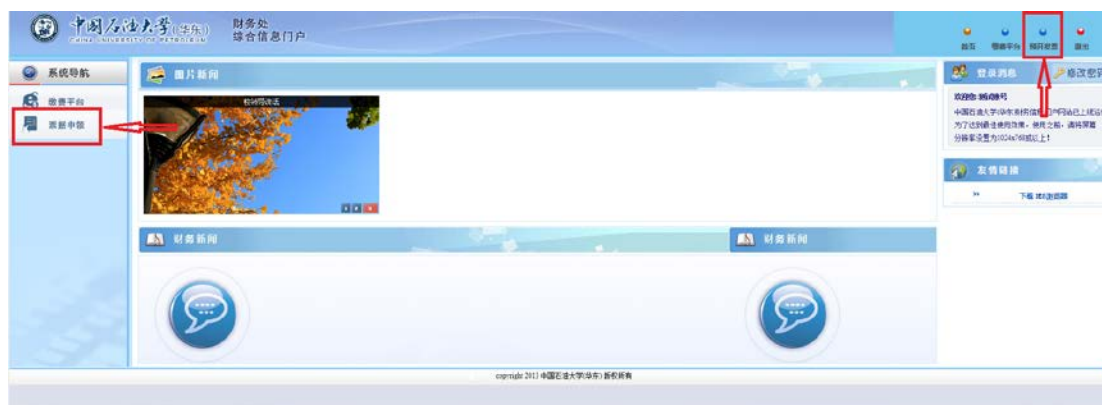 中国石油大学(华东)
CHINA UNIVERSITY OF PETROLEUM
财务处
综合信息门户
首页 缴费平台 预开发票 退出
系统导航
图片新闻
登录消息
修改密码
缴费平台
票据申领
友情链接
财务新闻
财务新闻
copyright 2013 中国石油大学(华东) 版权所有